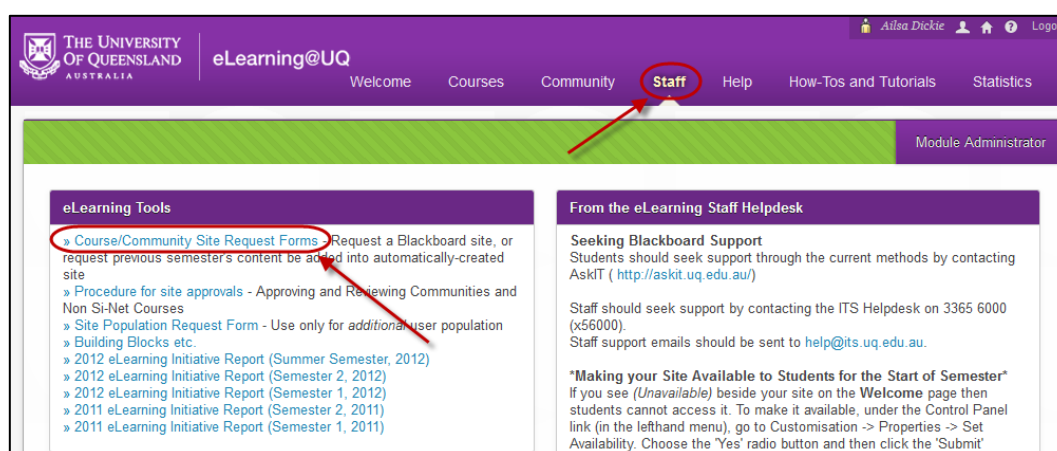 Ailsa Dickie
Logo
THE UNIVERSITY
OF QUEENSLAND
AUSTRALIA
eLearning@UQ
Welcome Courses Community Staff Help How-Tos and Tutorials Statistics
Module Administrator
eLearning Tools
» Course/Community Site Request Forms - Request a Blackboard site, or
request previous semester's content be added into automatically-created
site
» Procedure for site approvals - Approving and Reviewing Communities and
Non Si-Net Courses
» Site Population Request Form - Use only for additional user population
» Building Blocks etc.
» 2012 eLearning Initiative Report (Summer Semester, 2012)
» 2012 eLearning Initiative Report (Semester 2, 2012)
» 2012 eLearning Initiative Report (Semester 1, 2012)
» 2011 eLearning Initiative Report (Semester 2, 2011)
» 2011 eLearning Initiative Report (Semester 1, 2011)
From the eLearning Staff Helpdesk
Seeking Blackboard Support
Students should seek support through the current methods by contacting
AskIT ( http://askit.uq.edu.au/)
Staff should seek support by contacting the ITS Helpdesk on 3365 6000
(x56000).
Staff support emails should be sent to help@its.uq.edu.au.
*Making your Site Available to Students for the Start of Semester*
If you see (Unavailable) beside your site on the Welcome page then
students cannot access it. To make it available, under the Control Panel
link (in the lefthand menu), go to Customisation -> Properties -> Set
Availability. Choose the 'Yes' radio button and then click the 'Submit'